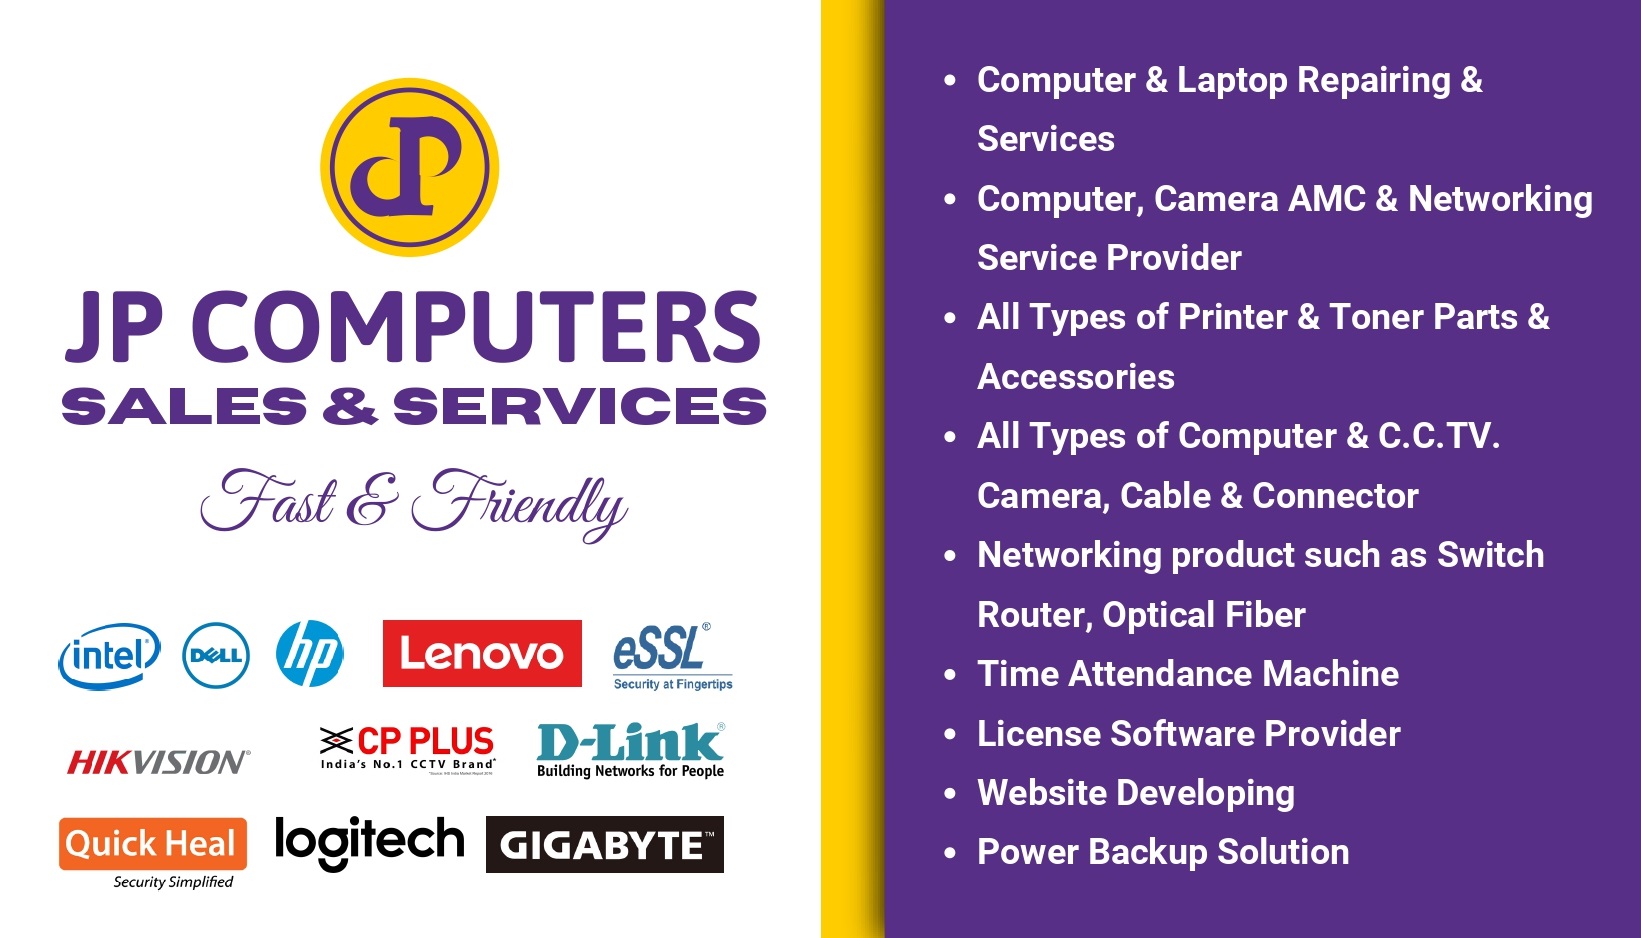 JP
JP COMPUTERS
SALES & SERVICES
Fast & Friendly
intel®
DELL
hp
Lenovo
eSSL®
Security at Fingertips
HIKVISION®
CP PLUS
India's No.1 CCTV Brand*
D-Link®
Building Networks for People
Quick Heal
Security Simplified
logitech
GIGABYTE™
• Computer & Laptop Repairing &
Services
• Computer, Camera AMC & Networking
Service Provider
• All Types of Printer & Toner Parts &
Accessories
• All Types of Computer & C.C.TV.
Camera, Cable & Connector
• Networking product such as Switch
Router, Optical Fiber
• Time Attendance Machine
• License Software Provider
• Website Developing
• Power Backup Solution